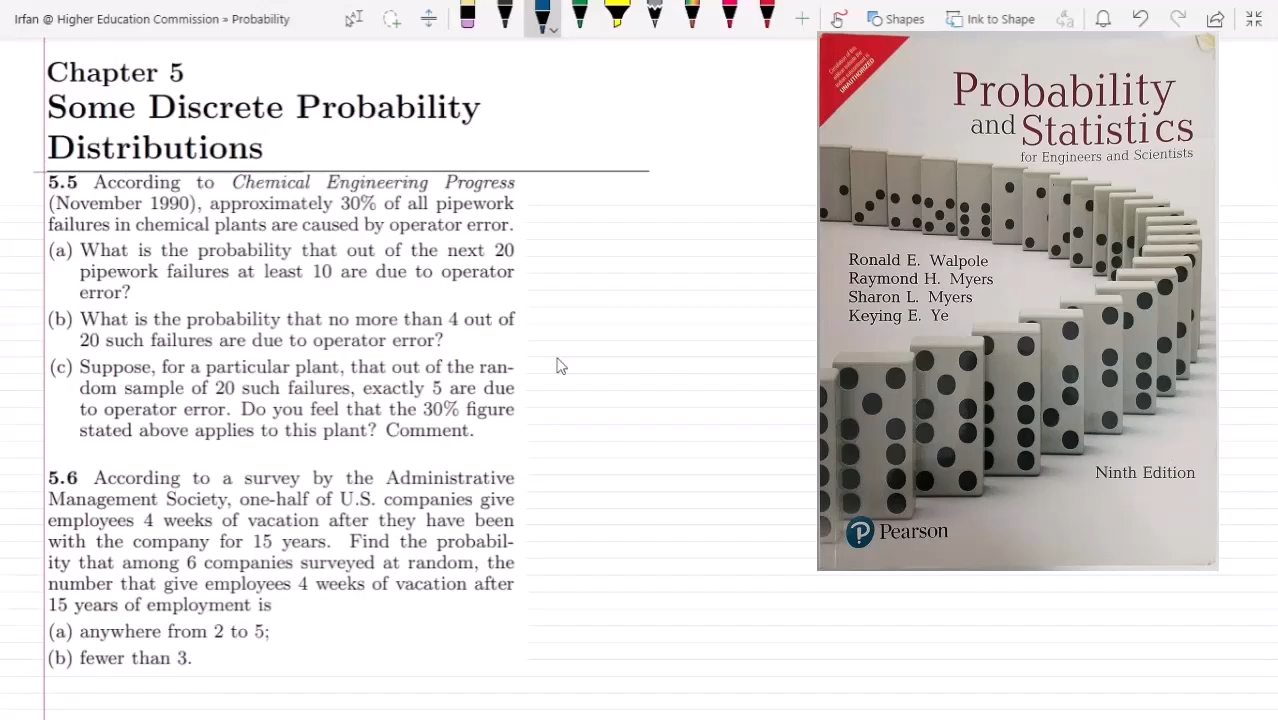 Irfan @ Higher Education Commission » Probability
Shapes
Ink to Shape
Chapter 5
Some Discrete Probability
Distributions
5.5 According to Chemical Engineering Progress
(November 1990), approximately 30% of all pipework
failures in chemical plants are caused by operator error.
(a) What is the probability that out of the next 20
pipework failures at least 10 are due to operator
error?
(b) What is the probability that no more than 4 out of
20 such failures are due to operator error?
(c) Suppose, for a particular plant, that out of the ran-
dom sample of 20 such failures, exactly 5 are due
to operator error. Do you feel that the 30% figure
stated above applies to this plant? Comment.
5.6 According to a survey by the Administrative
Management Society, one-half of U.S. companies give
employees 4 weeks of vacation after they have been
with the company for 15 years. Find the probabil-
ity that among 6 companies surveyed at random, the
number that give employees 4 weeks of vacation after
15 years of employment is
(a) anywhere from 2 to 5;
(b) fewer than 3.
UNAUTHORIZED
Probability
and Statistics
for Engineers and Scientists
Ronald E. Walpole
Raymond H. Myers
Sharon L. Myers
Keying E. Ye
Ninth Edition
P Pearson